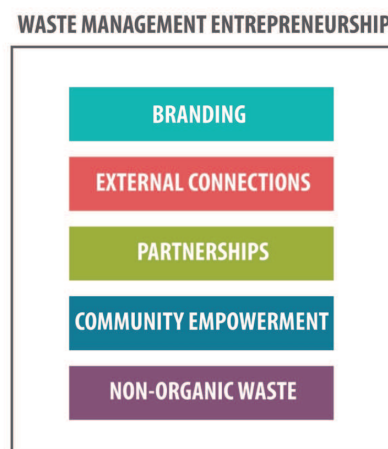 WASTE MANAGEMENT ENTREPRENEURSHIP
BRANDING
EXTERNAL CONNECTIONS
PARTNERSHIPS
COMMUNITY EMPOWERMENT
NON-ORGANIC WASTE